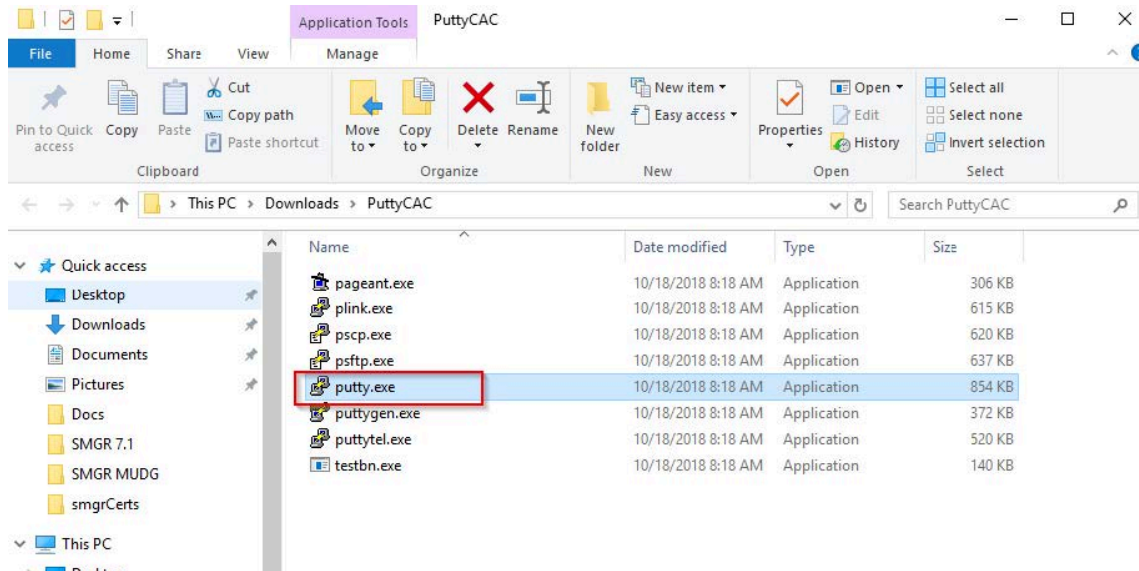 Application Tools PuttyCAC
File Home Share View Manage
Pin to Quick access
Copy
Paste
Cut
Copy path
Paste shortcut
Clipboard
Move to
Copy to
Delete
Rename
Organize
New folder
New item
Easy access
New
Properties
Open
Edit
History
Open
Select all
Select none
Invert selection
Select
This PC > Downloads > PuttyCAC
Search PuttyCAC
Quick access
Desktop
Downloads
Documents
Pictures
Docs
SMGR 7.1
SMGR MUDG
smgrCerts
This PC
Name Date modified Type Size
pageant.exe 10/18/2018 8:18 AM Application 306 KB
plink.exe 10/18/2018 8:18 AM Application 615 KB
pscp.exe 10/18/2018 8:18 AM Application 620 KB
psftp.exe 10/18/2018 8:18 AM Application 637 KB
putty.exe 10/18/2018 8:18 AM Application 854 KB
puttygen.exe 10/18/2018 8:18 AM Application 372 KB
puttytel.exe 10/18/2018 8:18 AM Application 520 KB
testbn.exe 10/18/2018 8:18 AM Application 140 KB